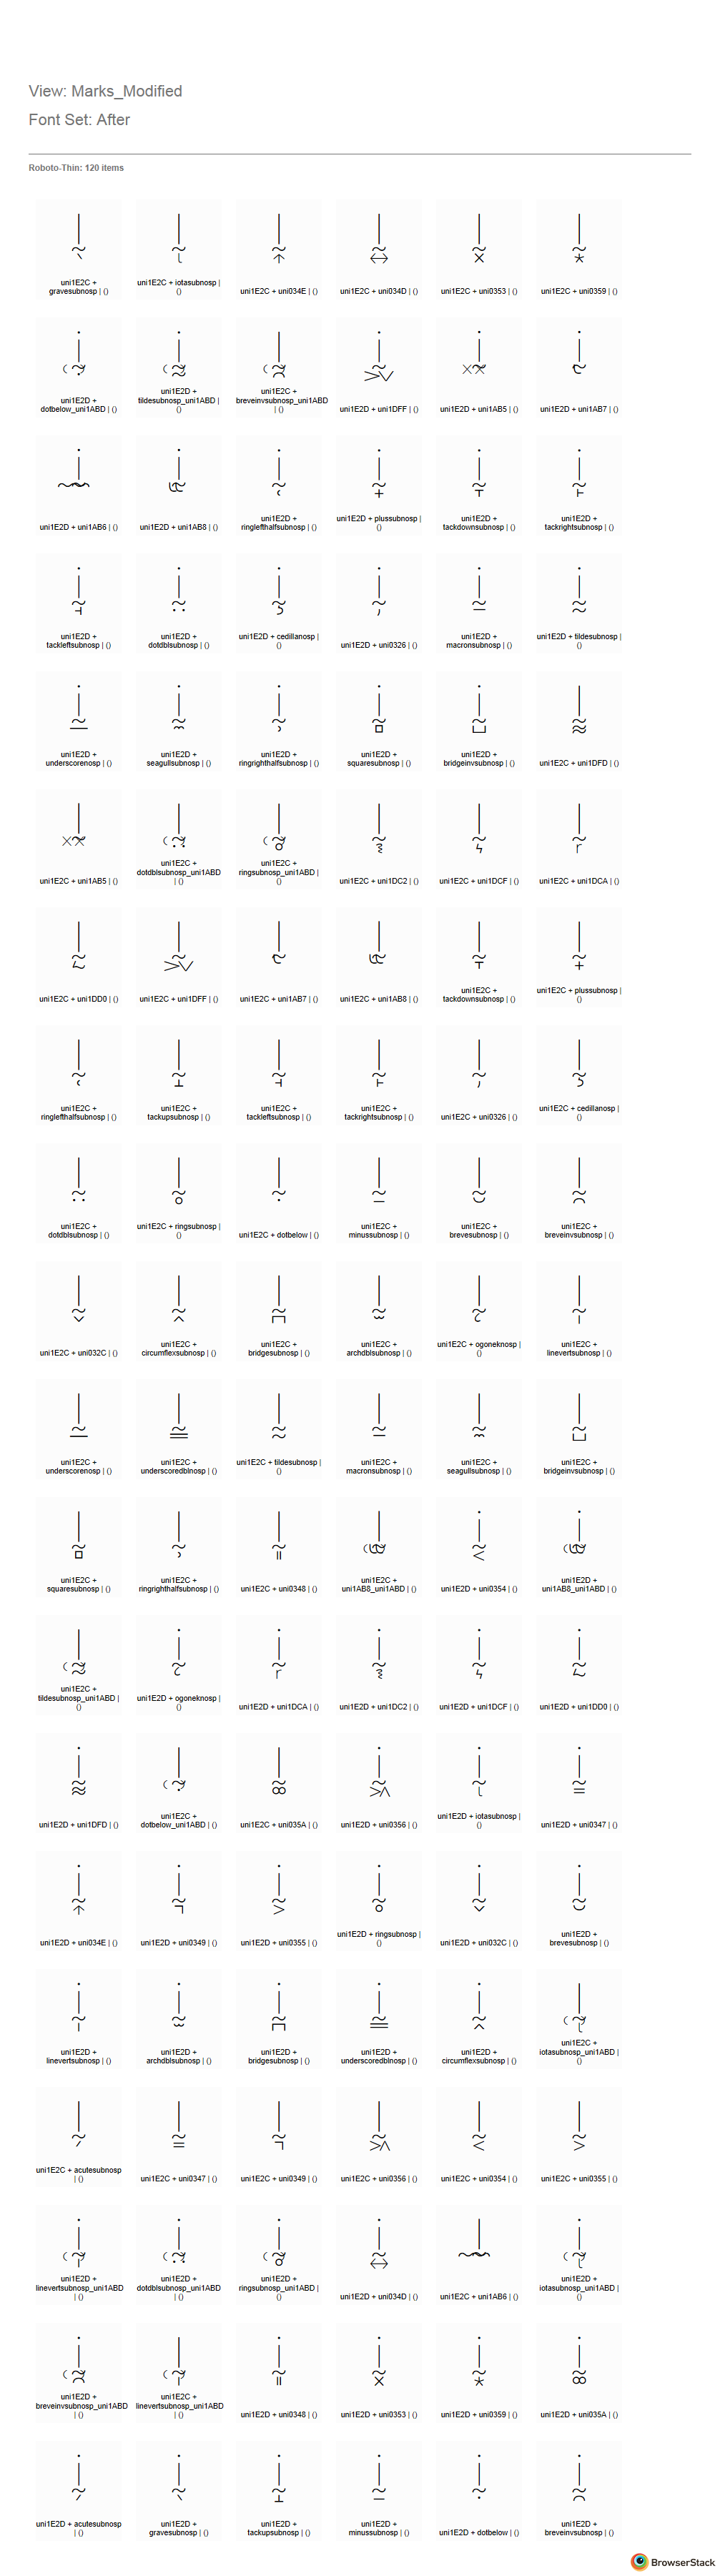 View: Marks_Modified
Font Set: After
Roboto-Thin: 120 items
uni1E2C +
gravesubnosp | ()
uni1E2C + iotasubnosp |
()
uni1E2C + uni034E | ()
uni1E2C + uni034D | ()
uni1E2C + uni0353 | ()
uni1E2C + uni0359 | ()
uni1E2D +
dotbelow_uni1ABD | ()
uni1E2D +
tildesubnosp_uni1ABD |
()
uni1E2C +
breveinvsubnosp_uni1ABD
| ()
uni1E2D + uni1DFF | ()
uni1E2D + uni1AB5 | ()
uni1E2D + uni1AB7 | ()
uni1E2D + uni1AB6 | ()
uni1E2D + uni1AB8 | ()
uni1E2D +
ringlefthalfsubnosp | ()
uni1E2D + plussubnosp |
()
uni1E2D +
tackdownsubnosp | ()
uni1E2D +
tackrightsubnosp | ()
uni1E2D +
tackleftsubnosp | ()
uni1E2D +
dotdblsubnosp | ()
uni1E2D + cedillanosp |
()
uni1E2D + uni0326 | ()
uni1E2D +
macronsubnosp | ()
uni1E2D + tildesubnosp |
()
uni1E2D +
underscorenosp | ()
uni1E2D +
seagullsubnosp | ()
uni1E2D +
ringrighthalfsubnosp | ()
uni1E2D +
squaresubnosp | ()
uni1E2D +
bridgeinvsubnosp | ()
uni1E2C + uni1DFD | ()
uni1E2C + uni1AB5 | ()
uni1E2C +
dotdblsubnosp_uni1ABD
| ()
uni1E2C +
ringsubnosp_uni1ABD |
()
uni1E2C + uni1DC2 | ()
uni1E2C + uni1DCF | ()
uni1E2C + uni1DCA | ()
uni1E2C + uni1DD0 | ()
uni1E2C + uni1DFF | ()
uni1E2C + uni1AB7 | ()
uni1E2C + uni1AB8 | ()
uni1E2C +
tackdownsubnosp | ()
uni1E2C + plussubnosp |
()
uni1E2C +
ringlefthalfsubnosp | ()
uni1E2C +
tackupsubnosp | ()
uni1E2C +
tackleftsubnosp | ()
uni1E2C +
tackrightsubnosp | ()
uni1E2C + uni0326 | ()
uni1E2C + cedillanosp |
()
uni1E2C +
dotdblsubnosp | ()
uni1E2C + ringsubnosp |
()
uni1E2C + dotbelow | ()
uni1E2C +
minussubnosp | ()
uni1E2C +
brevesubnosp | ()
uni1E2C +
breveinvsubnosp | ()
uni1E2C + uni032C | ()
uni1E2C +
circumflexsubnosp | ()
uni1E2C +
bridgesubnosp | ()
uni1E2C +
archdblsubnosp | ()
uni1E2C + ogoneknosp |
()
uni1E2C +
linevertsubnosp | ()
uni1E2C +
underscorenosp | ()
uni1E2C +
underscoredblnosp | ()
uni1E2C + tildesubnosp |
()
uni1E2C +
macronsubnosp | ()
uni1E2C +
seagullsubnosp | ()
uni1E2C +
bridgeinvsubnosp | ()
uni1E2C +
squaresubnosp | ()
uni1E2C +
ringrighthalfsubnosp | ()
uni1E2C + uni0348 | ()
uni1E2C +
uni1AB8_uni1ABD | ()
uni1E2D + uni0354 | ()
uni1E2D +
uni1AB8_uni1ABD | ()
uni1E2C +
tildesubnosp_uni1ABD |
()
uni1E2D + ogoneknosp |
()
uni1E2D + uni1DCA | ()
uni1E2D + uni1DC2 | ()
uni1E2D + uni1DCF | ()
uni1E2D + uni1DD0 | ()
uni1E2D + uni1DFD | ()
uni1E2C +
dotbelow_uni1ABD | ()
uni1E2C + uni035A | ()
uni1E2D + uni0356 | ()
uni1E2D + iotasubnosp |
()
uni1E2D + uni0347 | ()
uni1E2D + uni034E | ()
uni1E2D + uni0349 | ()
uni1E2D + uni0355 | ()
uni1E2D + ringsubnosp |
()
uni1E2D + uni032C | ()
uni1E2D +
brevesubnosp | ()
uni1E2D +
linevertsubnosp | ()
uni1E2D +
archdblsubnosp | ()
uni1E2D +
bridgesubnosp | ()
uni1E2D +
underscoredblnosp | ()
uni1E2D +
circumflexsubnosp | ()
uni1E2C +
iotasubnosp_uni1ABD |
()
uni1E2C + acutesubnosp
| ()
uni1E2C + uni0347 | ()
uni1E2C + uni0349 | ()
uni1E2C + uni0356 | ()
uni1E2C + uni0354 | ()
uni1E2C + uni0355 | ()
uni1E2D +
linevertsubnosp_uni1ABD
| ()
uni1E2D +
dotdblsubnosp_uni1ABD
| ()
uni1E2D +
ringsubnosp_uni1ABD |
()
uni1E2D + uni034D | ()
uni1E2C + uni1AB6 | ()
uni1E2D +
iotasubnosp_uni1ABD |
()
uni1E2D +
breveinvsubnosp_uni1ABD
| ()
uni1E2C +
linevertsubnosp_uni1ABD
| ()
uni1E2D + uni0348 | ()
uni1E2D + uni0353 | ()
uni1E2D + uni0359 | ()
uni1E2D + uni035A | ()
uni1E2D + acutesubnosp
| ()
uni1E2D +
gravesubnosp | ()
uni1E2D +
tackupsubnosp | ()
uni1E2D +
minussubnosp | ()
uni1E2D + dotbelow | ()
uni1E2D +
breveinvsubnosp | ()
BrowserStack